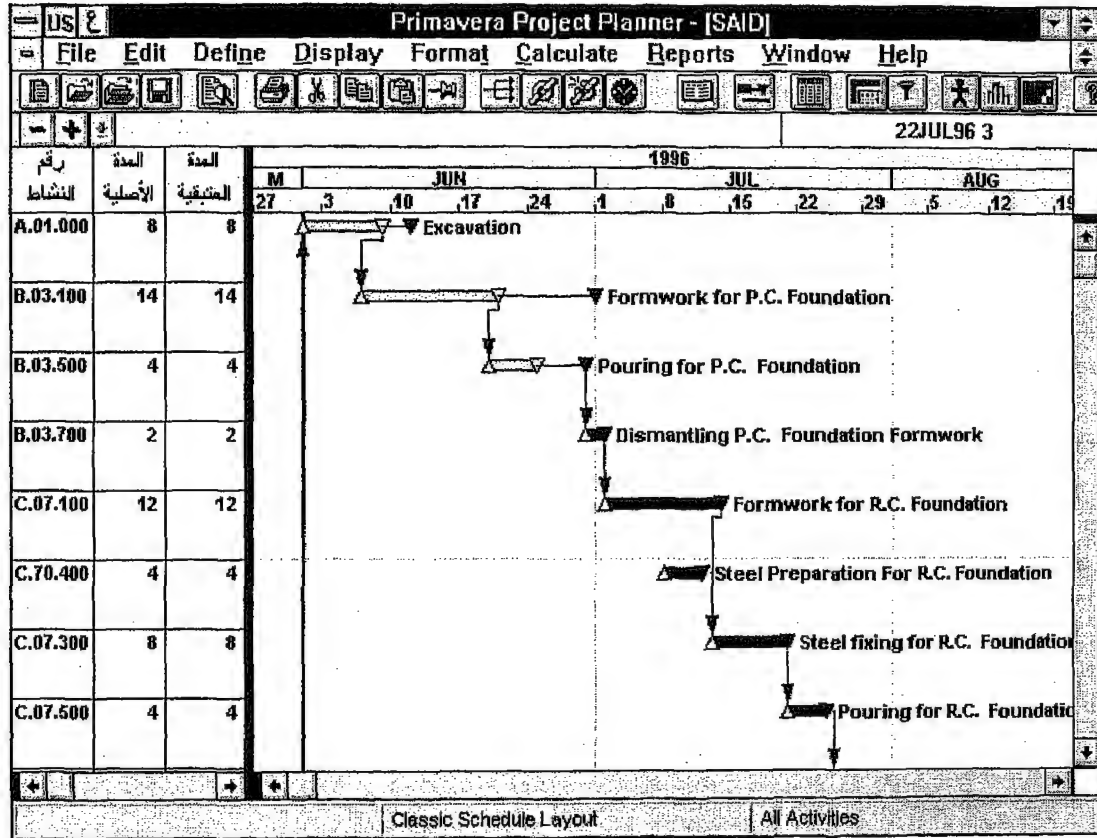 US Primavera Project Planner - [SAID]
File Edit Define Display Format Calculate Reports Window Help
22JUL96 3
رقم النشاط
المدة الأصلية
المدة المتبقية
1996
M JUN JUL AUG
27 3 10 17 24 1 8 15 22 29 5 12 19
A.01.000 8 8 Excavation
B.03.100 14 14 Formwork for P.C. Foundation
B.03.500 4 4 Pouring for P.C. Foundation
B.03.700 2 2 Dismantling P.C. Foundation Formwork
C.07.100 12 12 Formwork for R.C. Foundation
C.70.400 4 4 Steel Preparation For R.C. Foundation
C.07.300 8 8 Steel fixing for R.C. Foundation
C.07.500 4 4 Pouring for R.C. Foundatio
Classic Schedule Layout All Activities